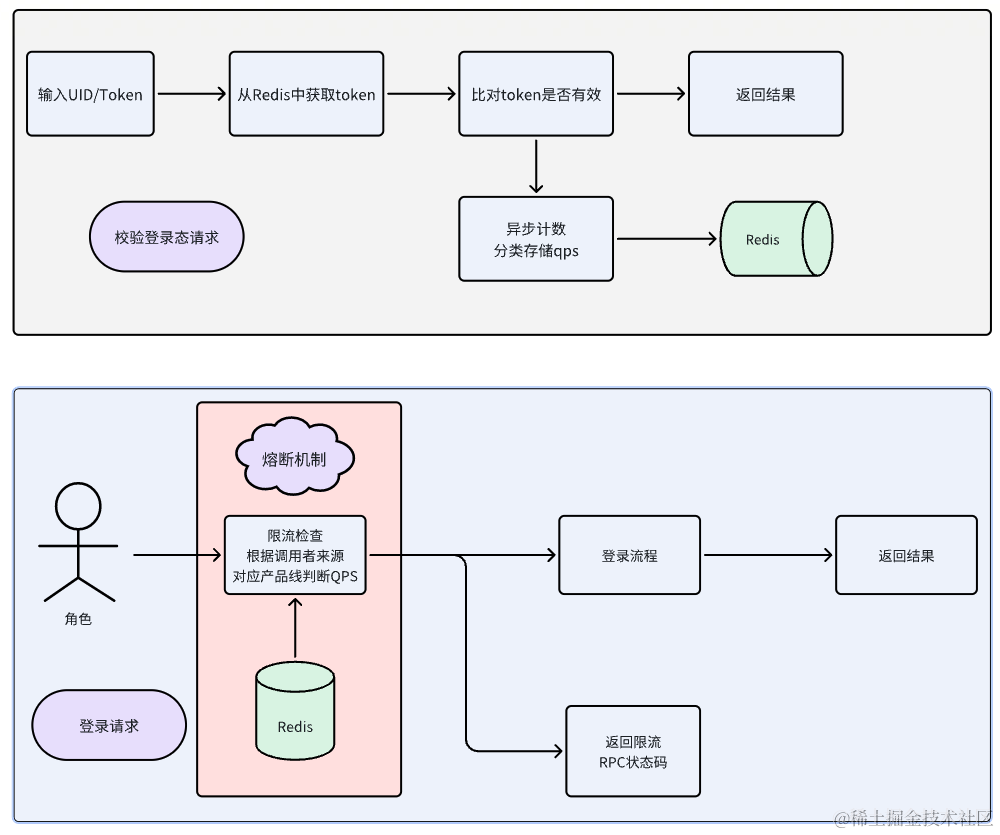 输入UID/Token
从Redis中获取token
比对token是否有效
返回结果
校验登录态请求
异步计数
分类存储qps
Redis
熔断机制
限流检查
根据调用者来源
对应产品线判断QPS
登录流程
返回结果
角色
登录请求
Redis
返回限流
RPC状态码
@稀土掘金技术社区